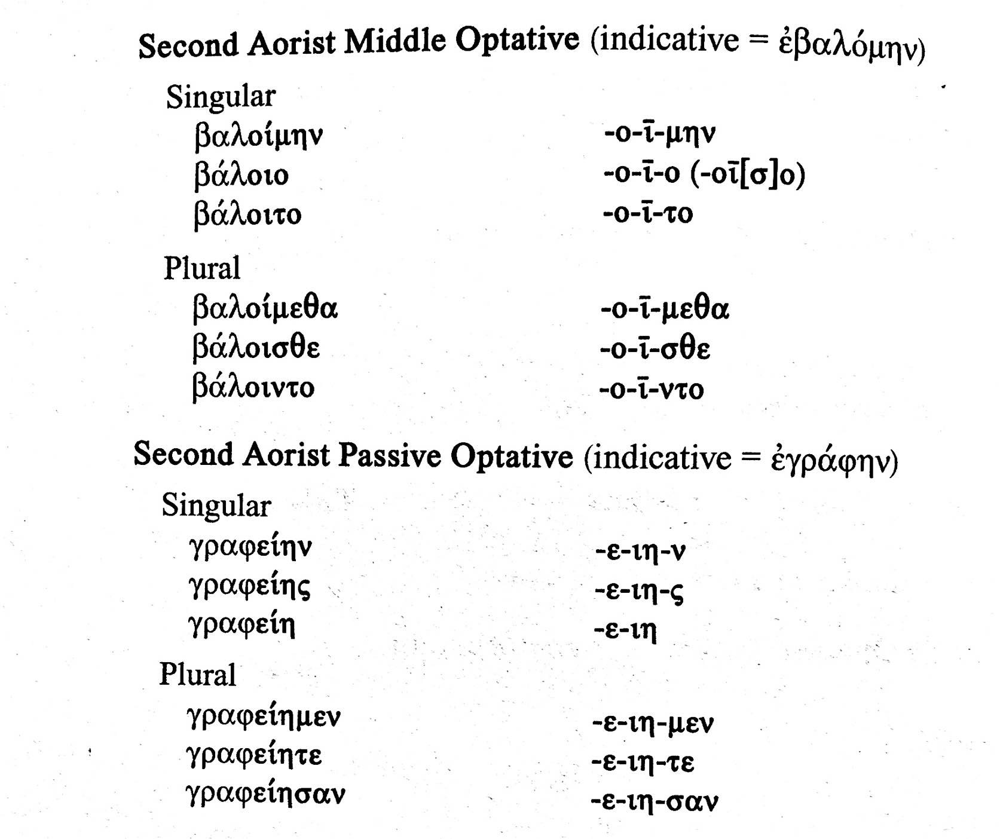 Second Aorist Middle Optative (indicative = ἐβαλόμην)
Singular
βαλοίμην -ο-ῑ-μην
βάλοιο -ο-ῑ-ο (-οῑ[σ]ο)
βάλοιτο -ο-ῑ-το
Plural
βαλοίμεθα -ο-ῑ-μεθα
βάλοισθε -ο-ῑ-σθε
βάλοιντο -ο-ῑ-ντο
Second Aorist Passive Optative (indicative = ἐγράφην)
Singular
γραφείην -ε-ιη-ν
γραφείης -ε-ιη-ς
γραφείη -ε-ιη
Plural
γραφείημεν -ε-ιη-μεν
γραφείητε -ε-ιη-τε
γραφείησαν -ε-ιη-σαν